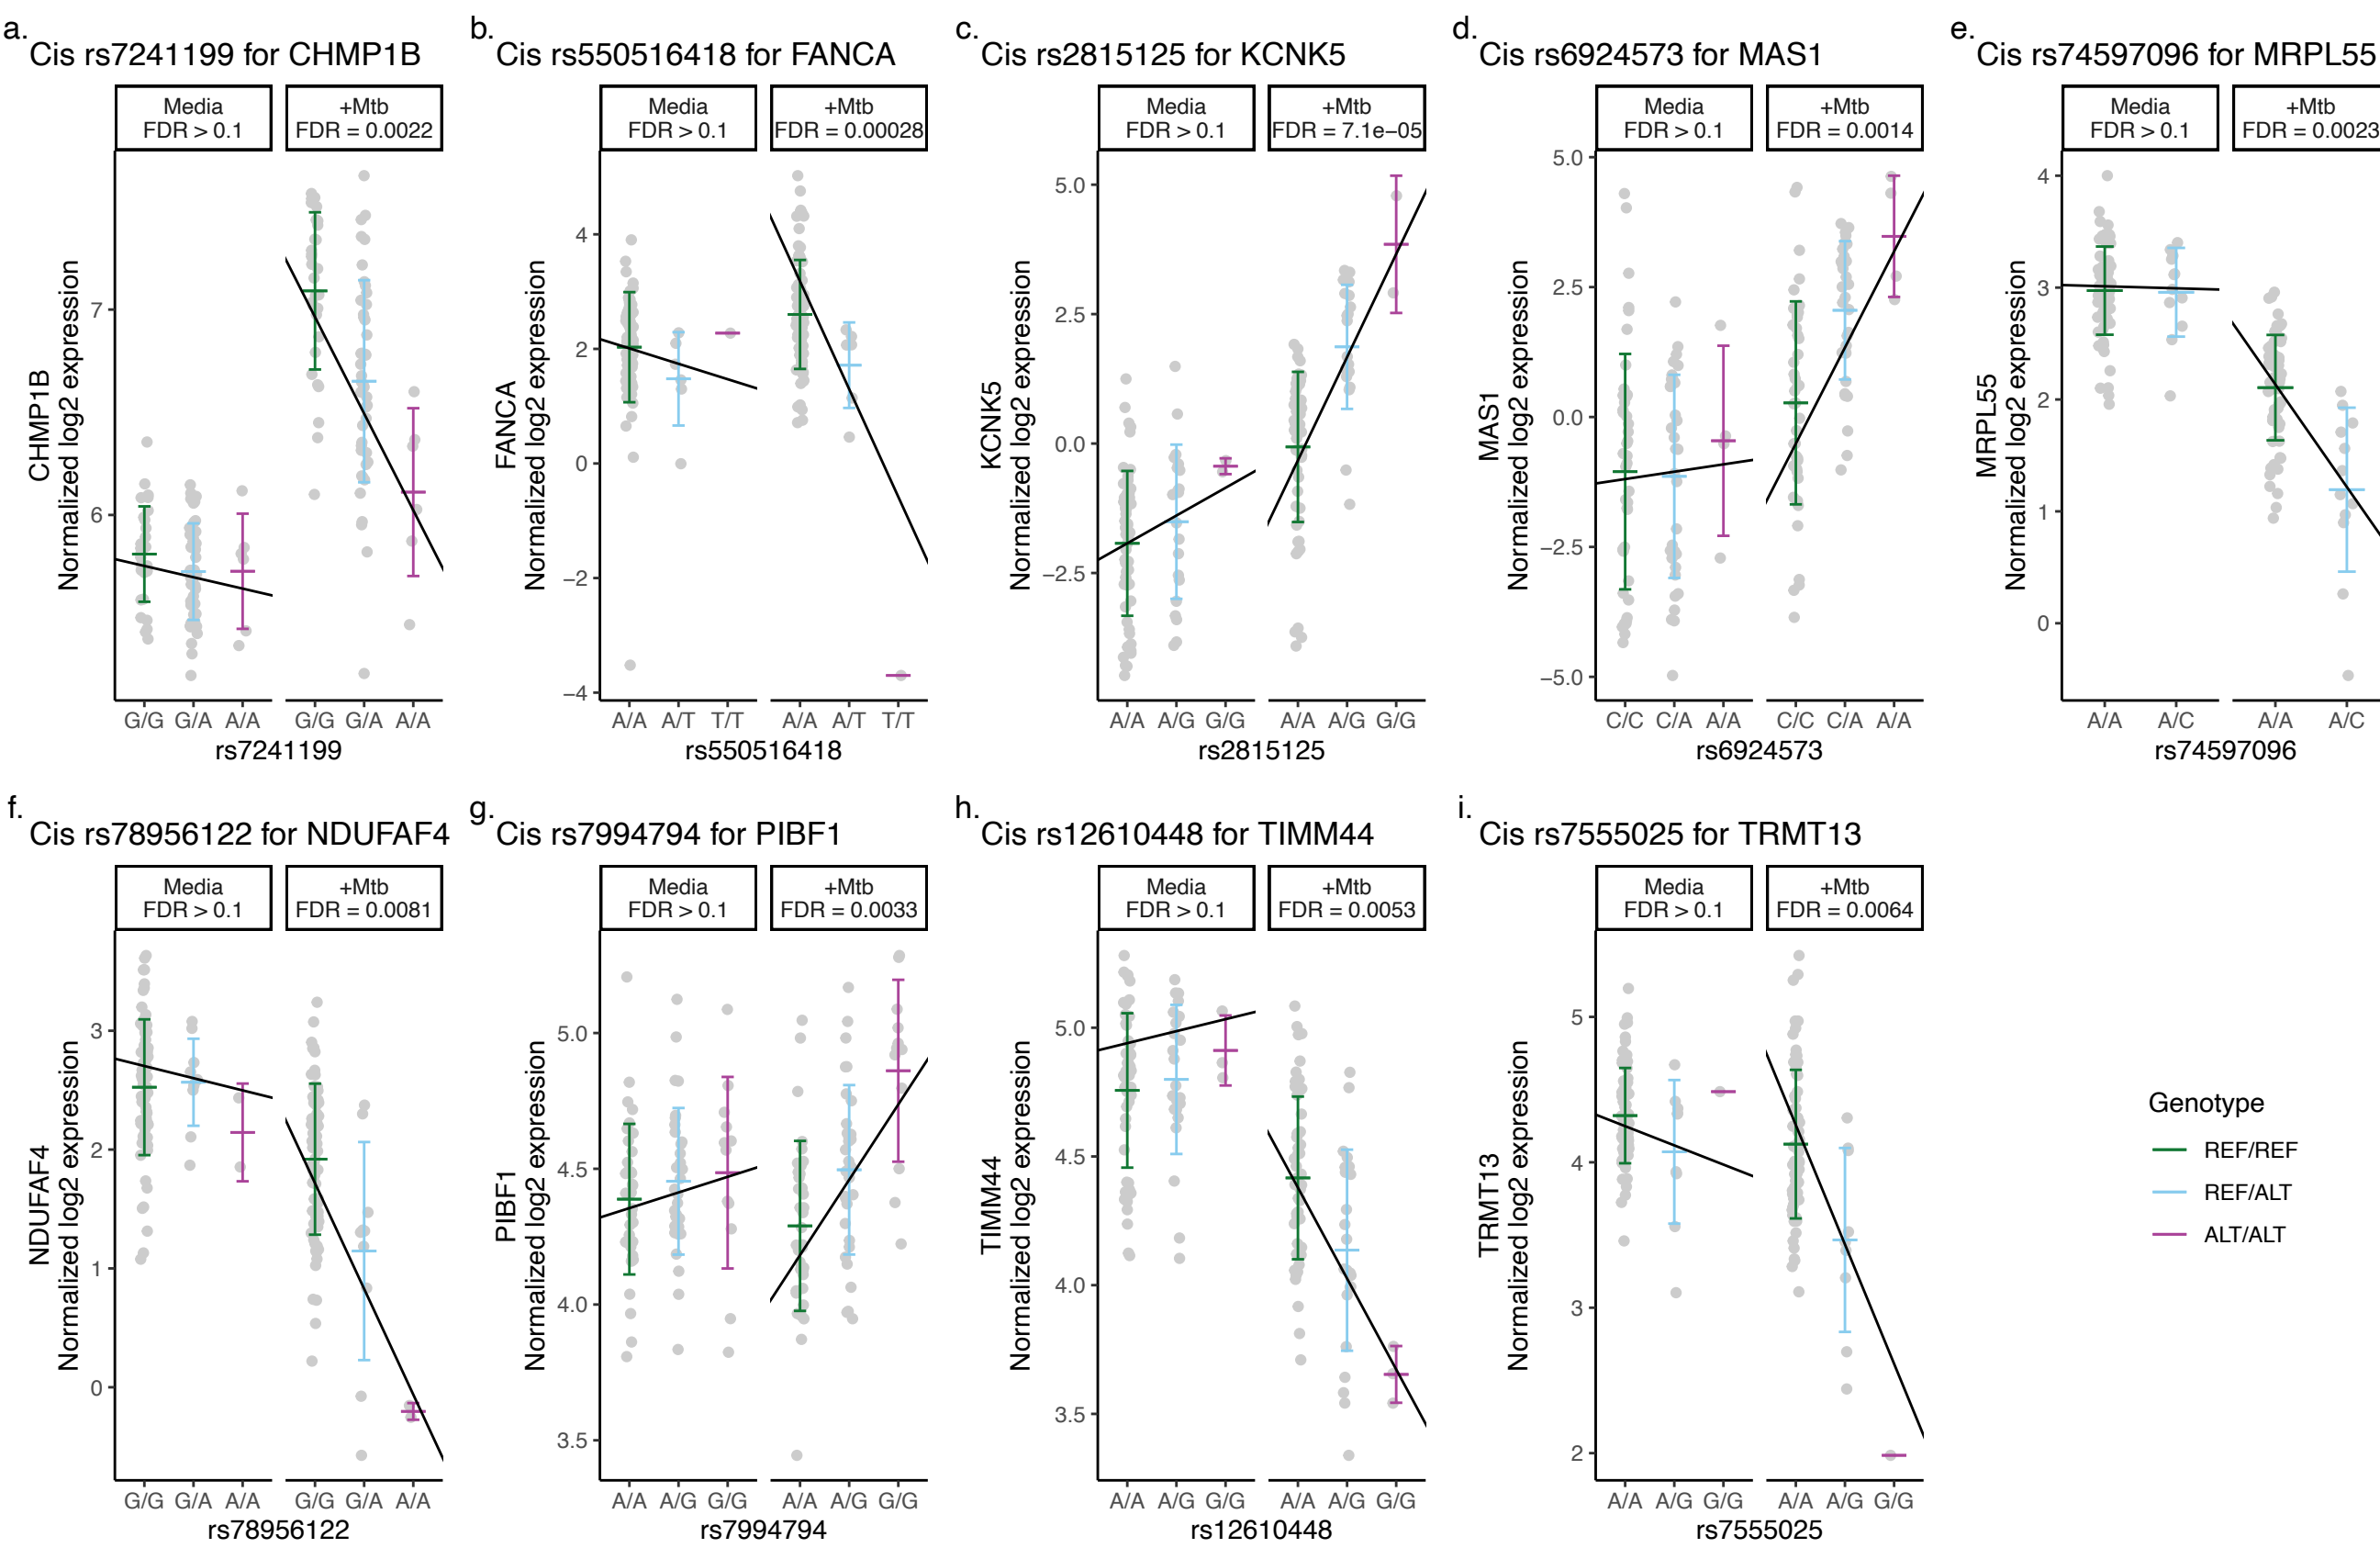 a.
Cis rs7241199 for CHMP1B
Media
FDR > 0.1
+Mtb
FDR = 0.0022
CHMP1B
Normalized log2 expression
7
6
G/G G/A A/A G/G G/A A/A
rs7241199
b.
Cis rs550516418 for FANCA
Media
FDR > 0.1
+Mtb
FDR = 0.00028
FANCA
Normalized log2 expression
4
2
0
−2
−4
A/A A/T T/T A/A A/T T/T
rs550516418
c.
Cis rs2815125 for KCNK5
Media
FDR > 0.1
+Mtb
FDR = 7.1e−05
KCNK5
Normalized log2 expression
5.0
2.5
0.0
−2.5
A/A A/G G/G A/A A/G G/G
rs2815125
d.
Cis rs6924573 for MAS1
Media
FDR > 0.1
+Mtb
FDR = 0.0014
MAS1
Normalized log2 expression
5.0
2.5
0.0
−2.5
−5.0
C/C C/A A/A C/C C/A A/A
rs6924573
e.
Cis rs74597096 for MRPL55
Media
FDR > 0.1
+Mtb
FDR = 0.0023
MRPL55
Normalized log2 expression
4
3
2
1
0
A/A A/C A/A A/C
rs74597096
f.
Cis rs78956122 for NDUFAF4
Media
FDR > 0.1
+Mtb
FDR = 0.0081
NDUFAF4
Normalized log2 expression
3
2
1
0
G/G G/A A/A G/G G/A A/A
rs78956122
g.
Cis rs7994794 for PIBF1
Media
FDR > 0.1
+Mtb
FDR = 0.0033
PIBF1
Normalized log2 expression
5.0
4.5
4.0
3.5
A/A A/G G/G A/A A/G G/G
rs7994794
h.
Cis rs12610448 for TIMM44
Media
FDR > 0.1
+Mtb
FDR = 0.0053
TIMM44
Normalized log2 expression
5.0
4.5
4.0
3.5
A/A A/G G/G A/A A/G G/G
rs12610448
i.
Cis rs7555025 for TRMT13
Media
FDR > 0.1
+Mtb
FDR = 0.0064
TRMT13
Normalized log2 expression
5
4
3
2
A/A A/G G/G A/A A/G G/G
rs7555025
Genotype
REF/REF
REF/ALT
ALT/ALT